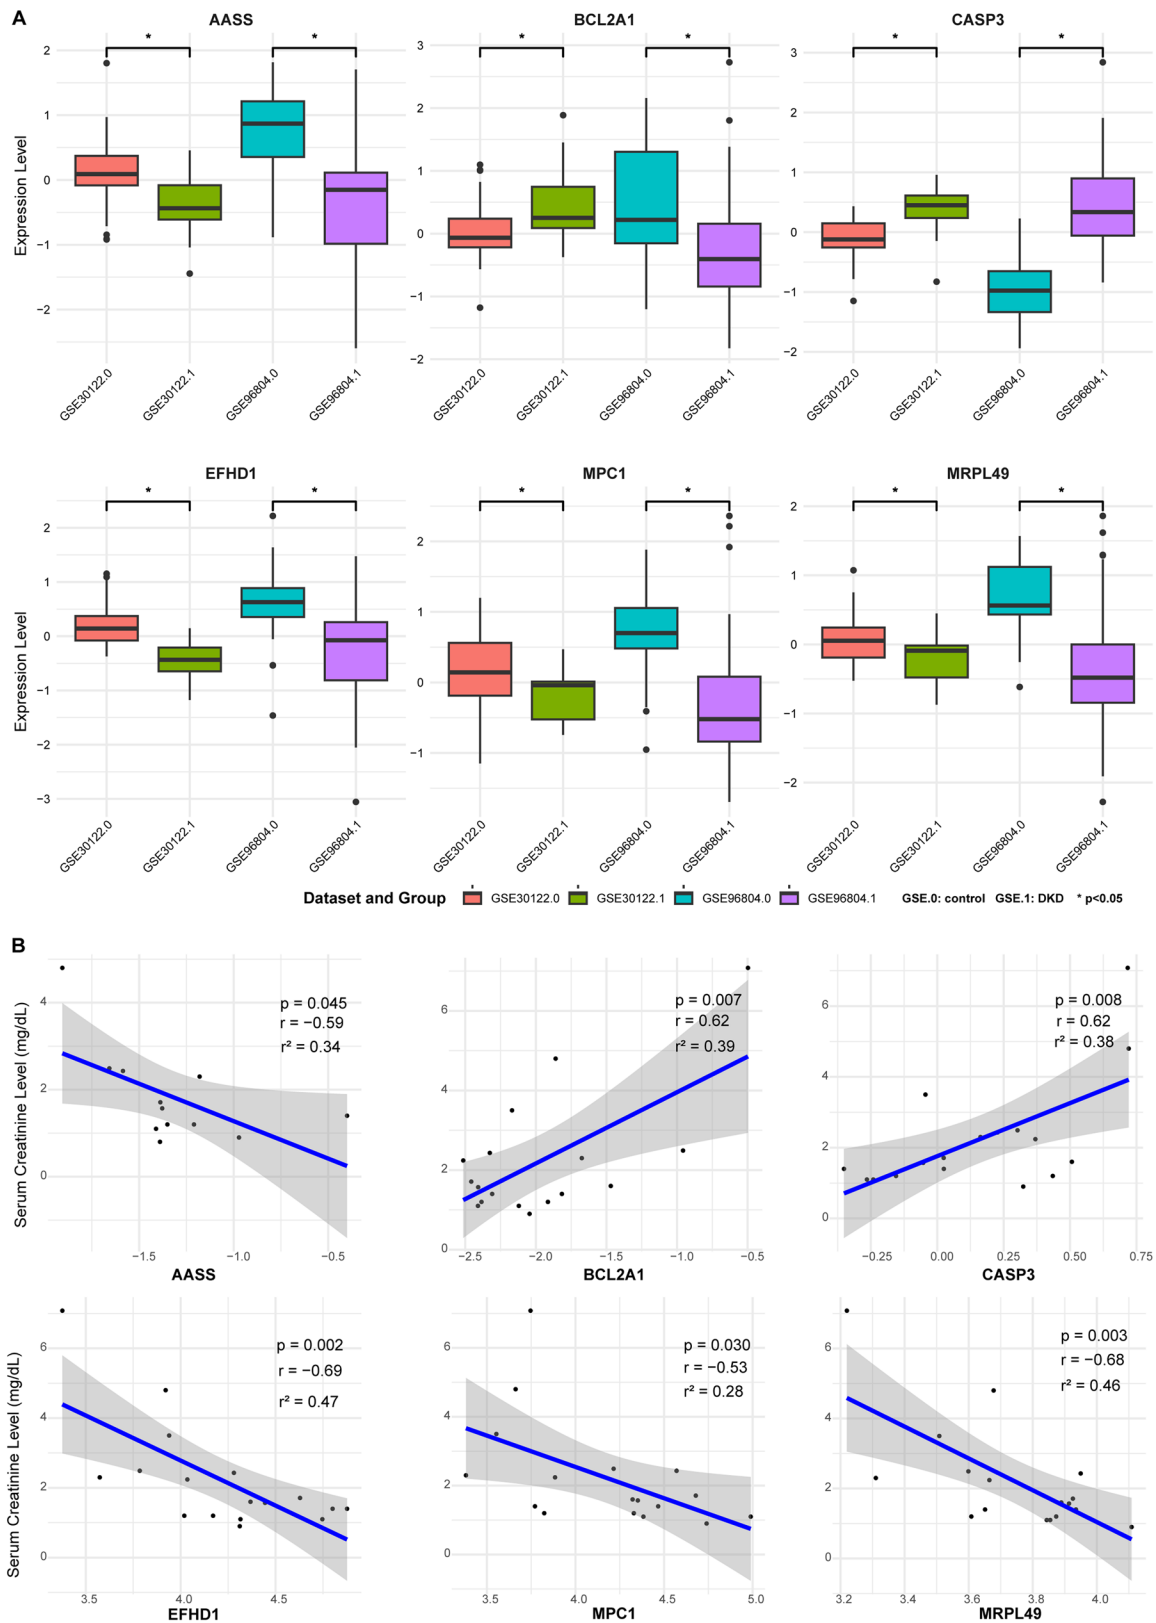 A
AASS
BCL2A1
CASP3
Expression Level
2
1
0
−1
−2
3
2
1
0
−1
−2
3
2
1
0
−1
−2
* * * * * *
GSE30122.0 GSE30122.1 GSE96804.0 GSE96804.1
GSE30122.0 GSE30122.1 GSE96804.0 GSE96804.1
GSE30122.0 GSE30122.1 GSE96804.0 GSE96804.1
EFHD1
MPC1
MRPL49
Expression Level
2
1
0
−1
−2
−3
2
1
0
−1
2
1
0
−1
−2
* * * * * *
GSE30122.0 GSE30122.1 GSE96804.0 GSE96804.1
GSE30122.0 GSE30122.1 GSE96804.0 GSE96804.1
GSE30122.0 GSE30122.1 GSE96804.0 GSE96804.1
Dataset and Group GSE30122.0 GSE30122.1 GSE96804.0 GSE96804.1 GSE.0: control GSE.1: DKD * p<0.05
B
Serum Creatinine Level (mg/dL)
4
2
0
p = 0.045
r = −0.59
r² = 0.34
−1.5 −1.0 −0.5
AASS
6
4
2
0
p = 0.007
r = 0.62
r² = 0.39
−2.5 −2.0 −1.5 −1.0 −0.5
BCL2A1
6
4
2
0
p = 0.008
r = 0.62
r² = 0.38
−0.25 0.00 0.25 0.50 0.75
CASP3
Serum Creatinine Level (mg/dL)
6
4
2
0
p = 0.002
r = −0.69
r² = 0.47
3.5 4.0 4.5
EFHD1
6
4
2
0
p = 0.030
r = −0.53
r² = 0.28
3.5 4.0 4.5 5.0
MPC1
6
4
2
0
p = 0.003
r = −0.68
r² = 0.46
3.2 3.4 3.6 3.8 4.0
MRPL49